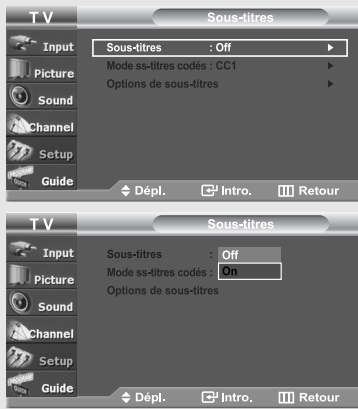 TV
Sous-titres
Input
Sous-titres : Off
Mode ss-titres codés : CC1
Picture
Options de sous-titres
Sound
Channel
Setup
Guide
Dépl. Intro. Retour
TV
Sous-titres
Input
Sous-titres : Off
Mode ss-titres codés : On
Picture
Options de sous-titres
Sound
Channel
Setup
Guide
Dépl. Intro. Retour